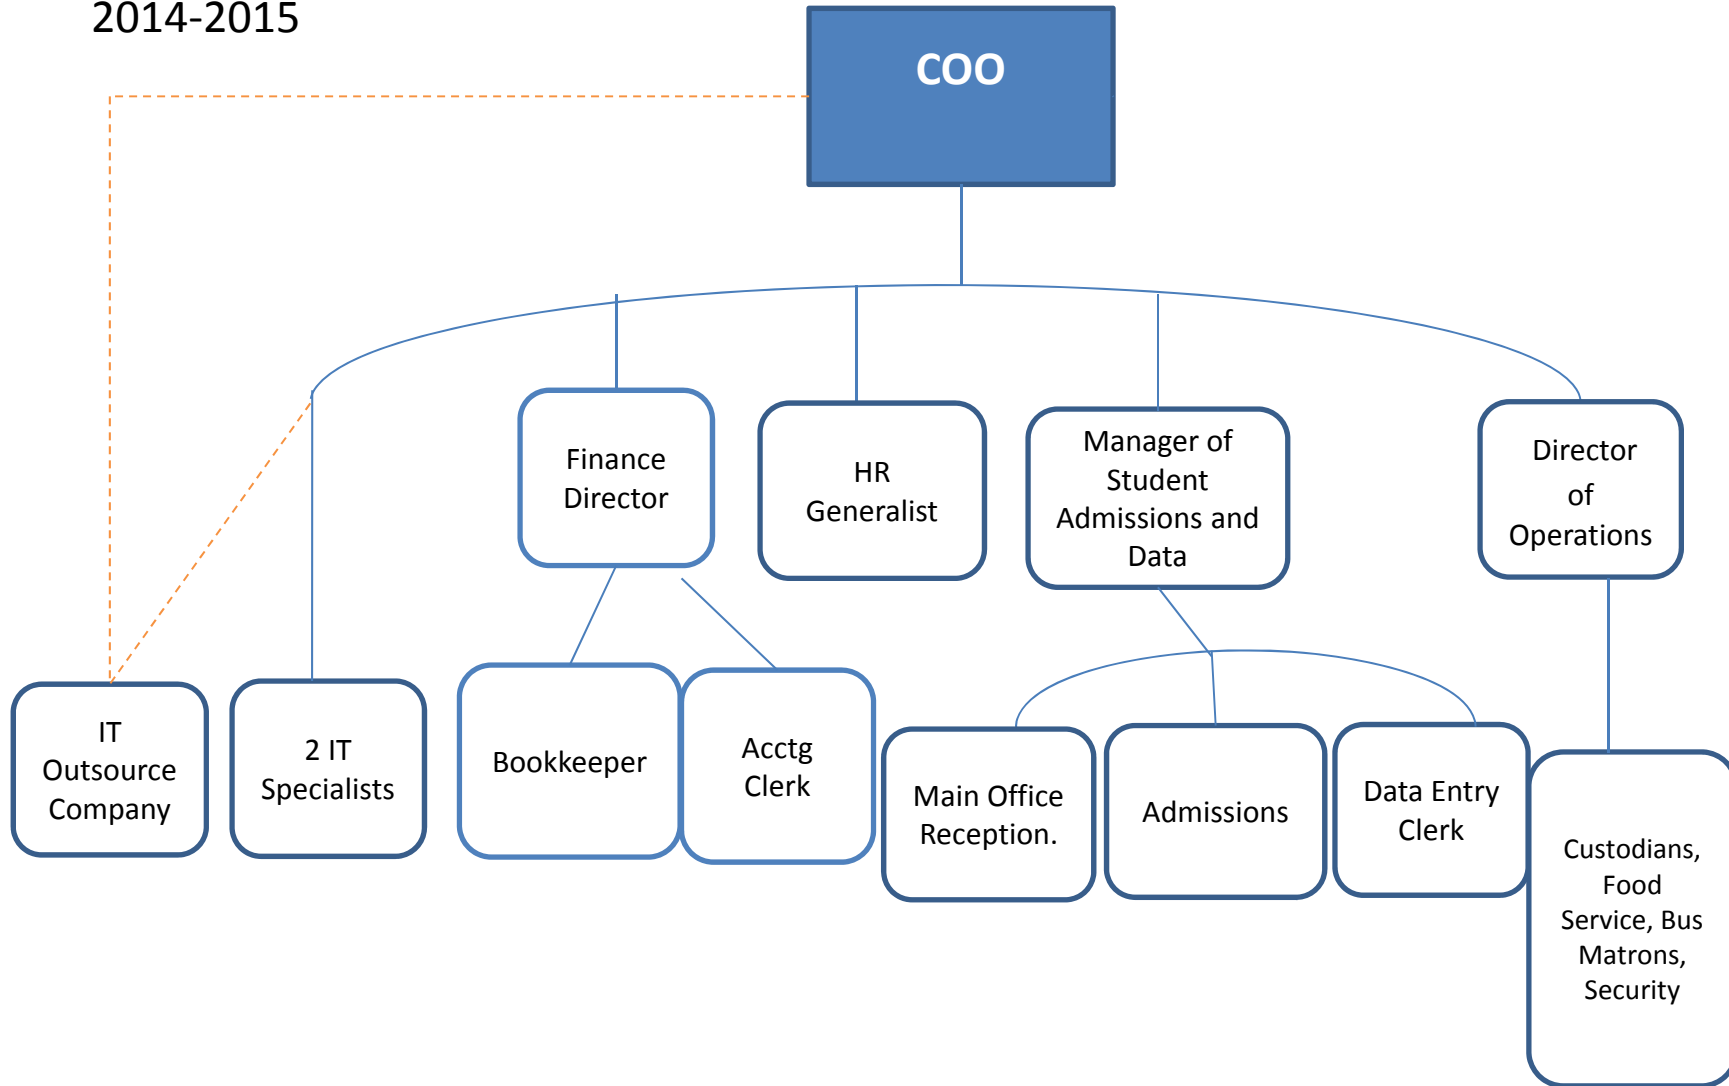 2014-2015
COO
Finance
Director
HR
Generalist
Manager of
Student
Admissions and
Data
Director
of
Operations
IT
Outsource
Company
2 IT
Specialists
Bookkeeper
Acctg
Clerk
Main Office
Reception.
Admissions
Data Entry
Clerk
Custodians,
Food
Service, Bus
Matrons,
Security